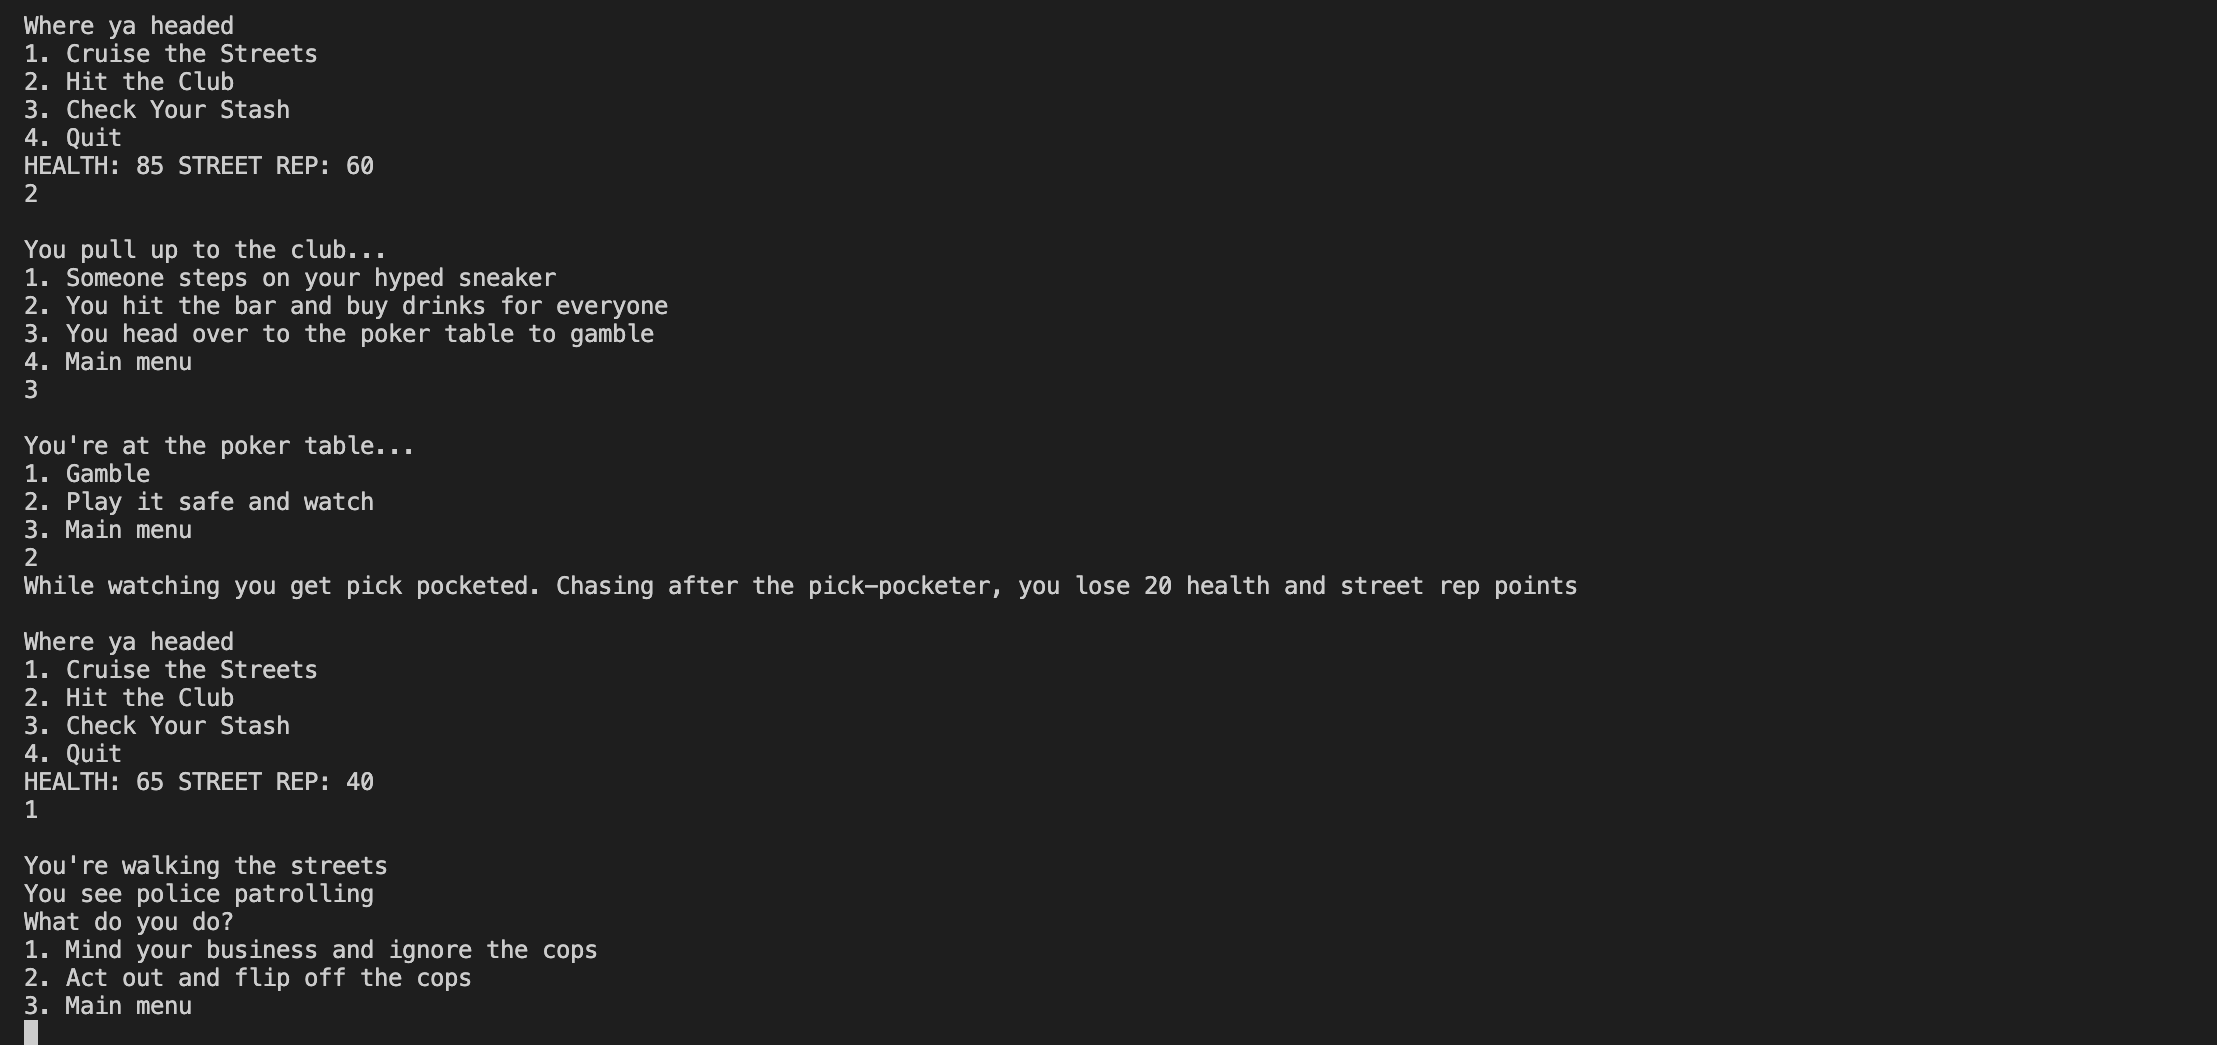 Where ya headed
1. Cruise the Streets
2. Hit the Club
3. Check Your Stash
4. Quit
HEALTH: 85 STREET REP: 60
2
You pull up to the club...
1. Someone steps on your hyped sneaker
2. You hit the bar and buy drinks for everyone
3. You head over to the poker table to gamble
4. Main menu
3
You're at the poker table...
1. Gamble
2. Play it safe and watch
3. Main menu
2
While watching you get pick pocketed. Chasing after the pick-pocketer, you lose 20 health and street rep points
Where ya headed
1. Cruise the Streets
2. Hit the Club
3. Check Your Stash
4. Quit
HEALTH: 65 STREET REP: 40
1
You're walking the streets
You see police patrolling
What do you do?
1. Mind your business and ignore the cops
2. Act out and flip off the cops
3. Main menu